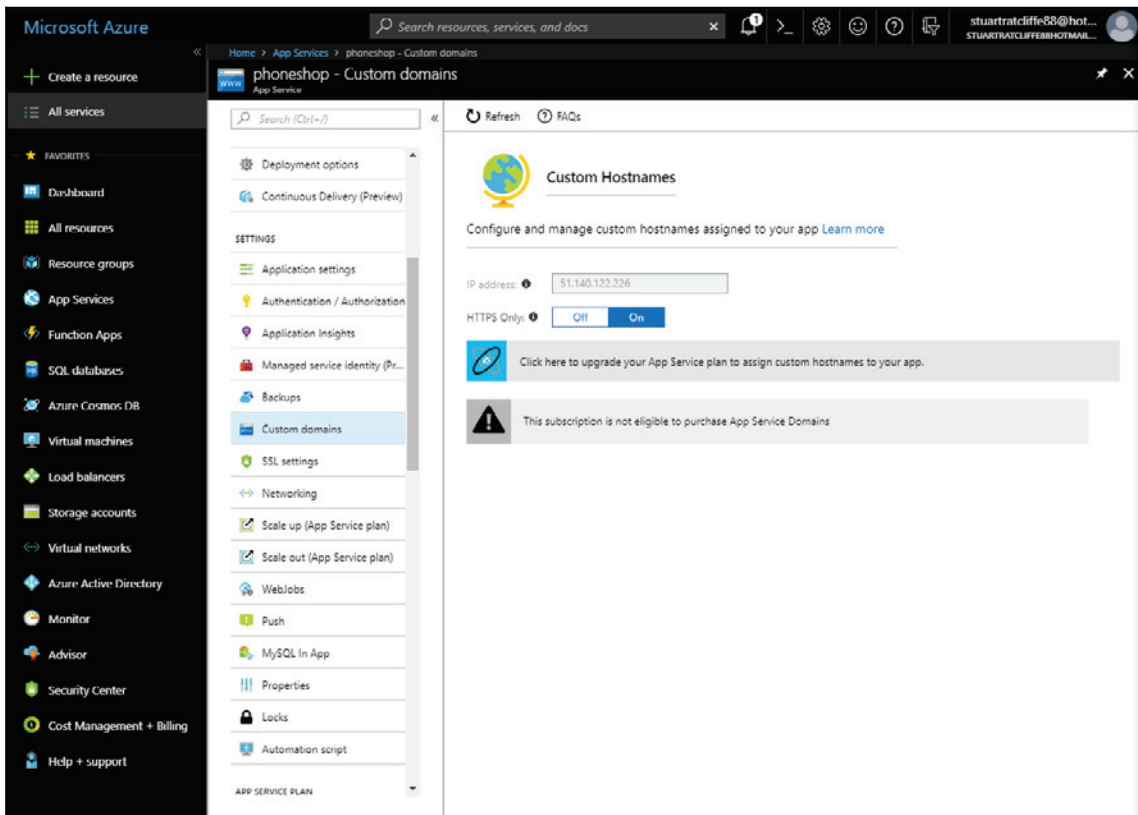 Microsoft Azure
Search resources, services, and docs
stuartratcliffe88@hot...
STUARTRATCLIFFE88HOTMAIL...
Home > App Services > phoneshop - Custom domains
phoneshop - Custom domains
App Service
Create a resource
All services
FAVORITES
Dashboard
All resources
Resource groups
App Services
Function Apps
SQL databases
Azure Cosmos DB
Virtual machines
Load balancers
Storage accounts
Virtual networks
Azure Active Directory
Monitor
Advisor
Security Center
Cost Management + Billing
Help + support
Search (Ctrl+/)
Deployment options
Continuous Delivery (Preview)
SETTINGS
Application settings
Authentication / Authorization
Application Insights
Managed service identity (Pr...
Backups
Custom domains
SSL settings
Networking
Scale up (App Service plan)
Scale out (App Service plan)
WebJobs
Push
MySQL In App
Properties
Locks
Automation script
APP SERVICE PLAN
Refresh FAQs
Custom Hostnames
Configure and manage custom hostnames assigned to your app Learn more
IP address: 51.140.122.226
HTTPS Only: Off On
Click here to upgrade your App Service plan to assign custom hostnames to your app.
This subscription is not eligible to purchase App Service Domains